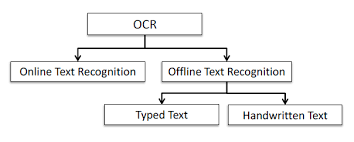 OCR
Online Text Recognition
Offline Text Recognition
Typed Text
Handwritten Text